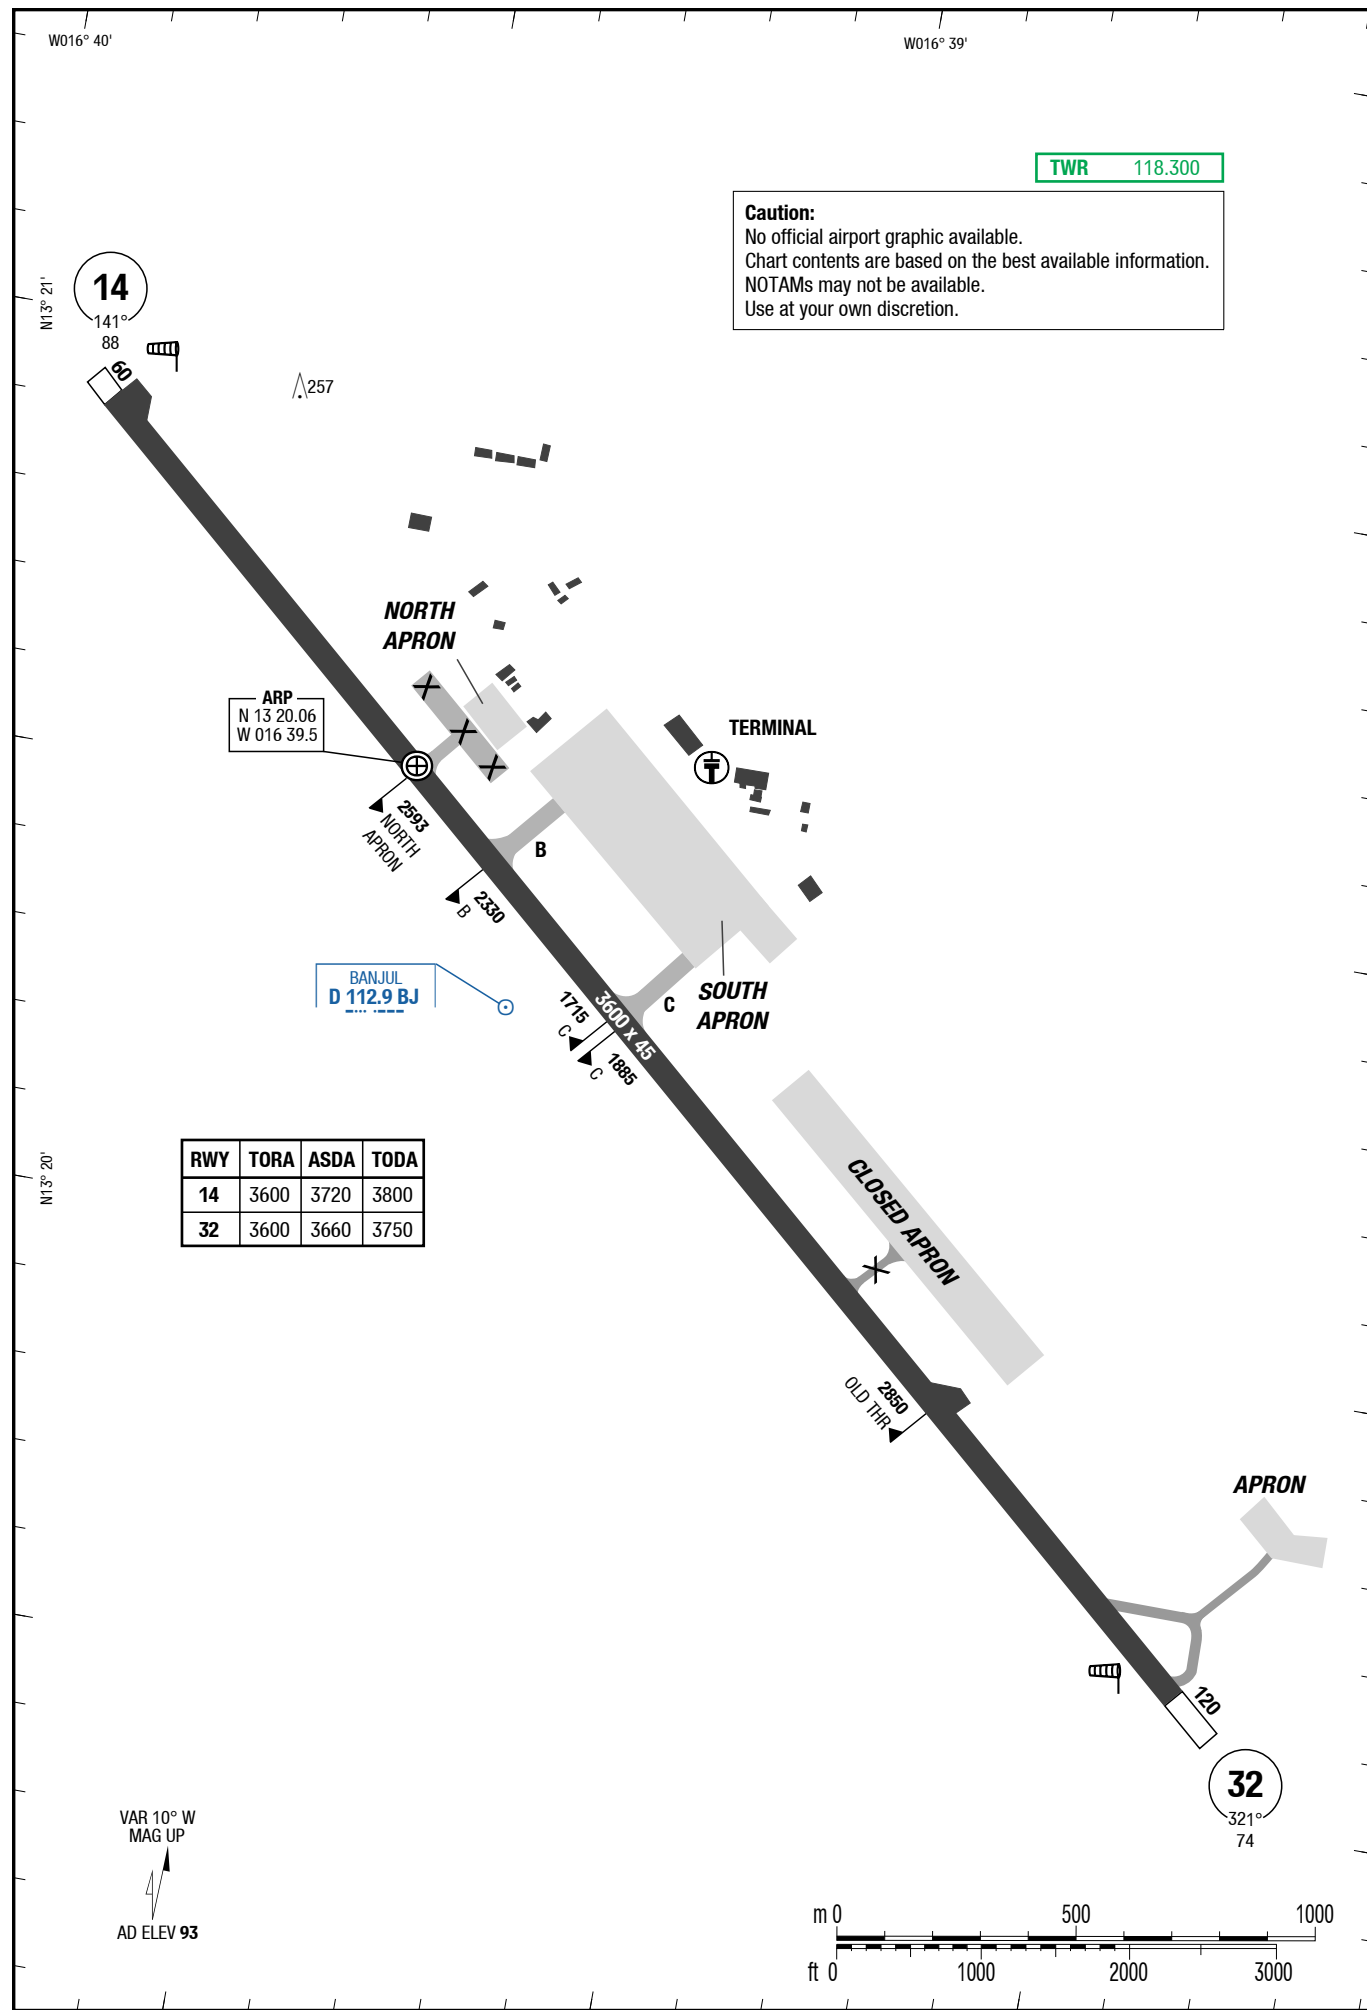 W016° 40'
W016° 39'
TWR 118.300
Caution:
No official airport graphic available.
Chart contents are based on the best available information.
NOTAMs may not be available.
Use at your own discretion.
N13° 21'
14
141°
88
60
257
NORTH
APRON
ARP
N 13 20.06
W 016 39.5
TERMINAL
2593
NORTH
APRON
B
2330
B
BANJUL
D 112.9 BJ
SOUTH
APRON
C
1715
C
3600 x 45
1885
C
N13° 20'
RWY TORA ASDA TODA
14 3600 3720 3800
32 3600 3660 3750
CLOSED APRON
2850
OLD THR
APRON
120
32
321°
74
VAR 10° W
MAG UP
AD ELEV 93
m 0 500 1000
ft 0 1000 2000 3000